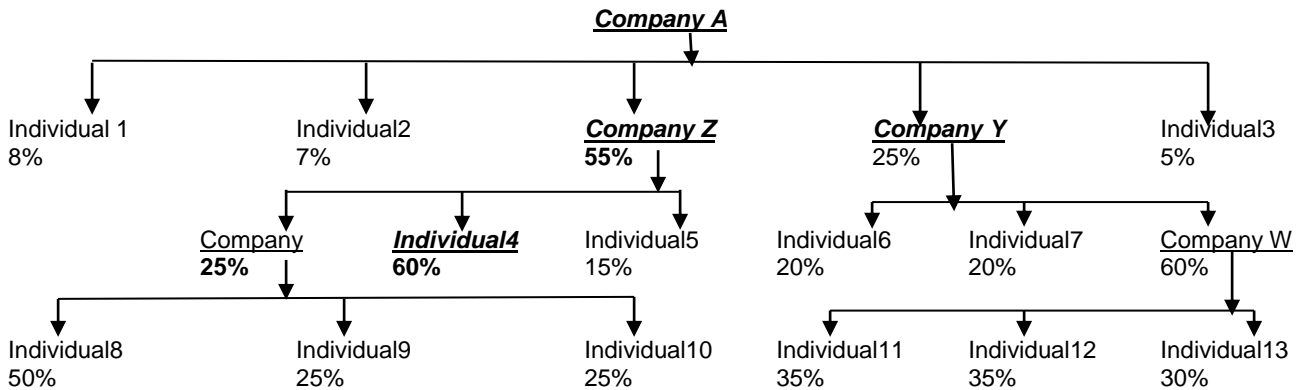 Company A
Individual 1 Individual2 Company Z Company Y Individual3
8% 7% 55% 25% 5%
Company Individual4 Individual5 Individual6 Individual7 Company W
25% 60% 15% 20% 20% 60%
Individual8 Individual9 Individual10 Individual11 Individual12 Individual13
50% 25% 25% 35% 35% 30%